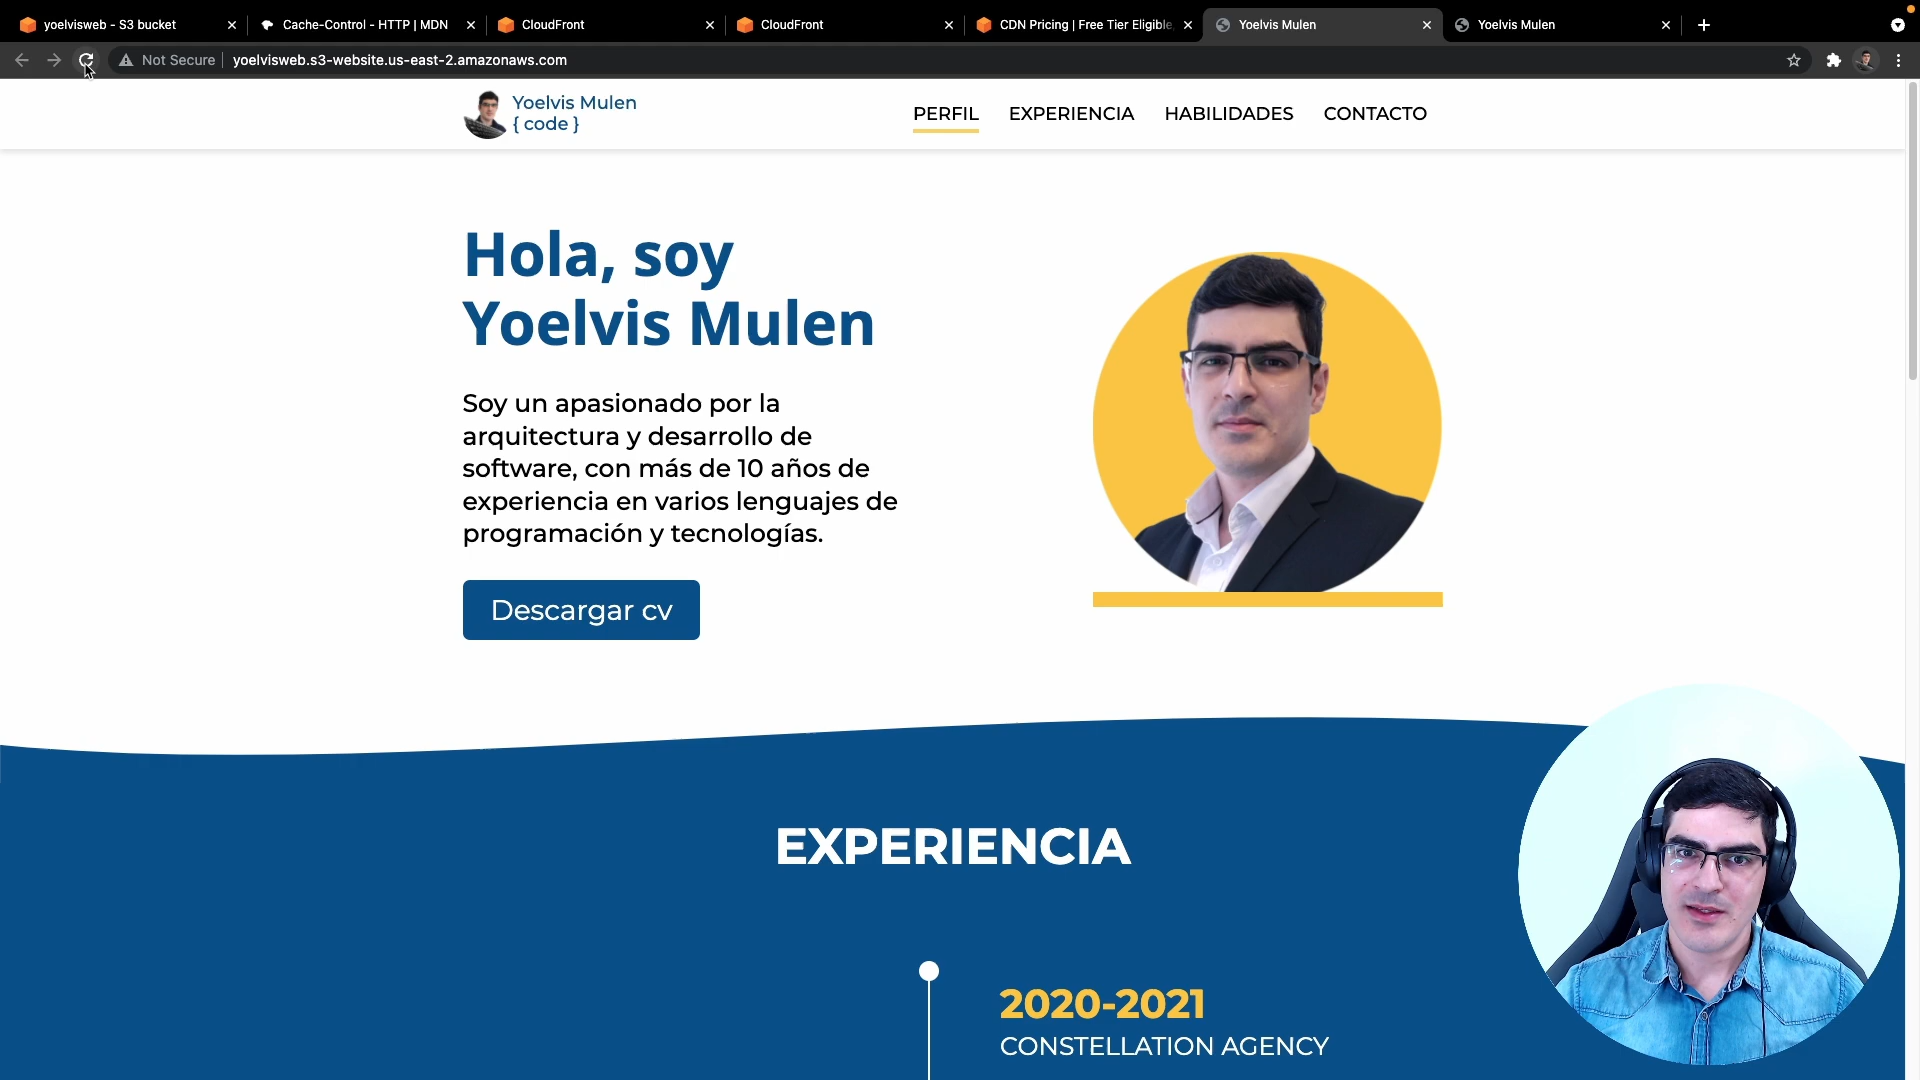 yoelvisweb - S3 bucket
Cache-Control - HTTP | MDN
CloudFront
CloudFront
CDN Pricing | Free Tier Eligible,
Yoelvis Mulen
Yoelvis Mulen
Not Secure
yoelvisweb.s3-website.us-east-2.amazonaws.com
Yoelvis Mulen
{ code }
PERFIL
EXPERIENCIA
HABILIDADES
CONTACTO
Hola, soy
Yoelvis Mulen
Soy un apasionado por la
arquitectura y desarrollo de
software, con más de 10 años de
experiencia en varios lenguajes de
programación y tecnologías.
Descargar cv
EXPERIENCIA
2020-2021
CONSTELLATION AGENCY